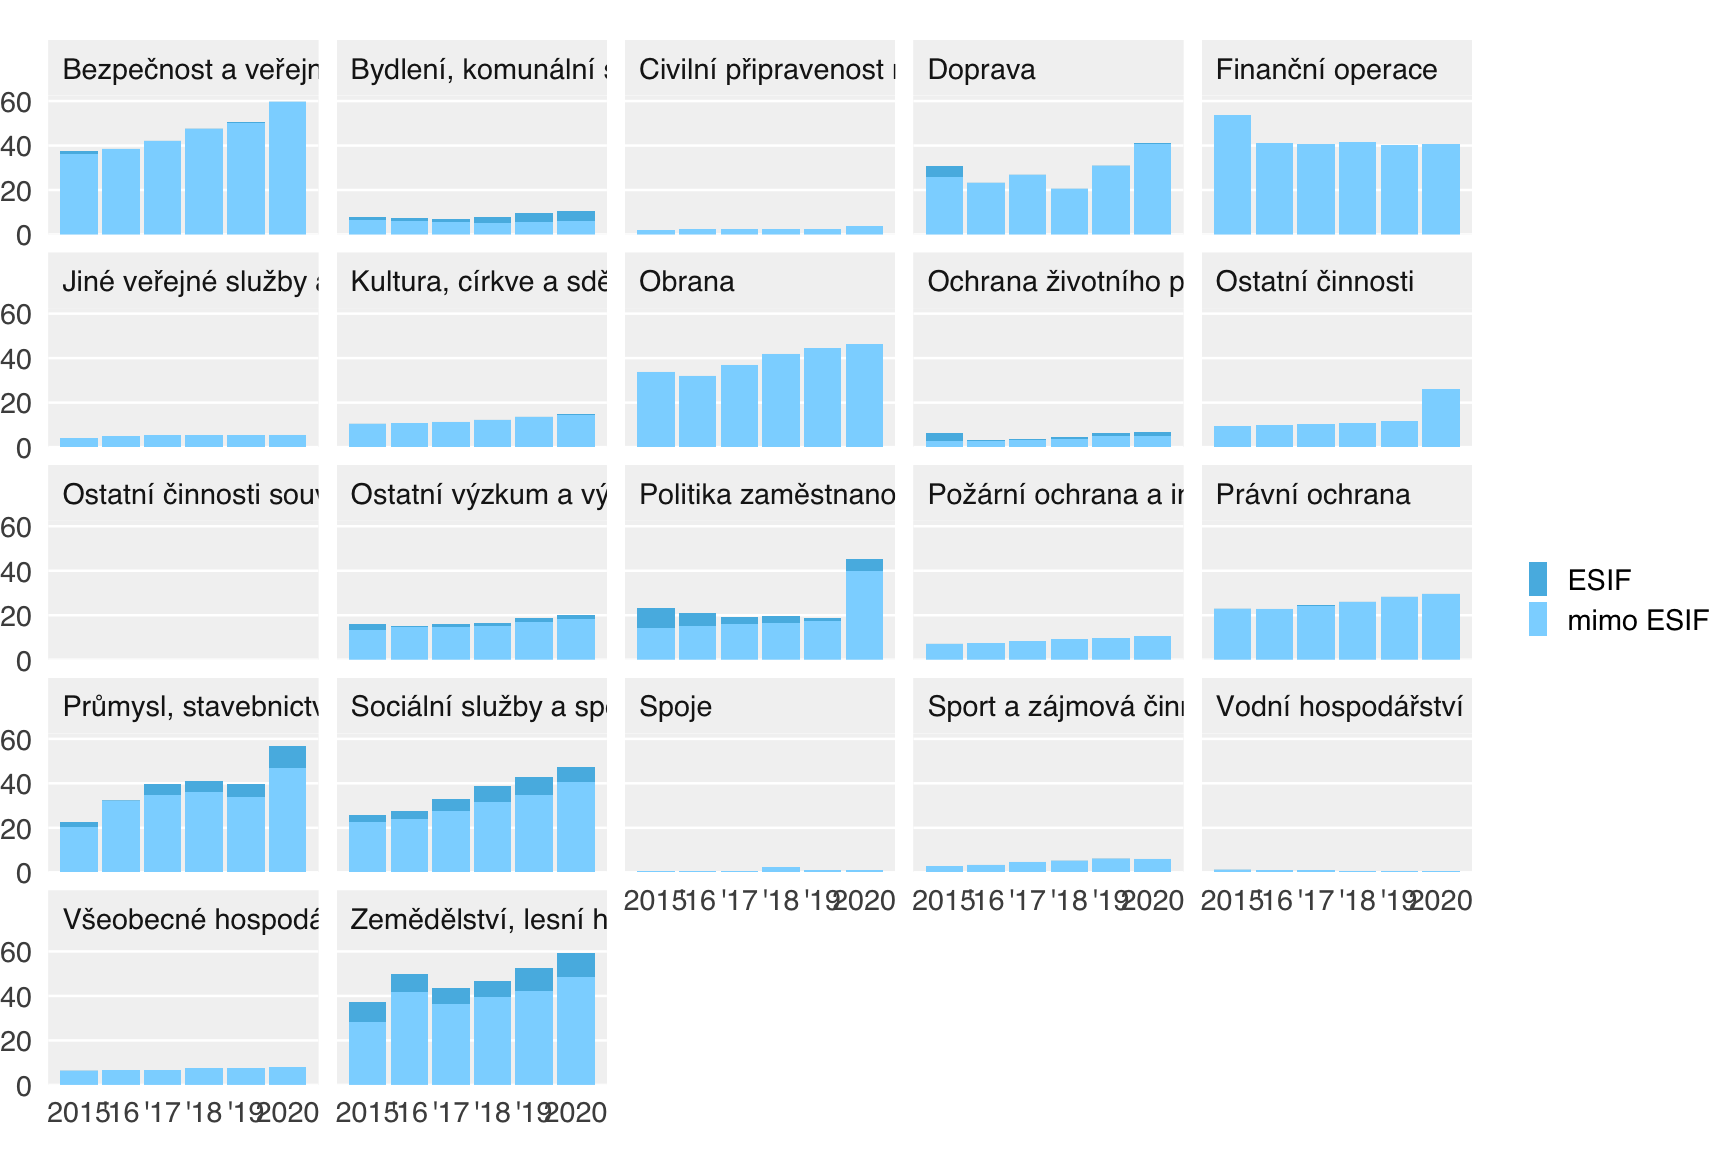 Bezpečnost a veřejn
Bydlení, komunální s
Civilní připravenost
Doprava
Finanční operace
60
40
20
0
Jiné veřejné služby a
Kultura, církve a sdě
Obrana
Ochrana životního p
Ostatní činnosti
60
40
20
0
Ostatní činnosti souv
Ostatní výzkum a vý
Politika zaměstnano
Požární ochrana a in
Právní ochrana
60
40
20
0
ESIF
mimo ESIF
Průmysl, stavebnictv
Sociální služby a spo
Spoje
Sport a zájmová činn
Vodní hospodářství
60
40
20
0
2015 '16 '17 '18 '19 2020
2015 '16 '17 '18 '19 2020
2015 '16 '17 '18 '19 2020
Všeobecné hospodá
Zemědělství, lesní h
60
40
20
0
2015 '16 '17 '18 '19 2020
2015 '16 '17 '18 '19 2020